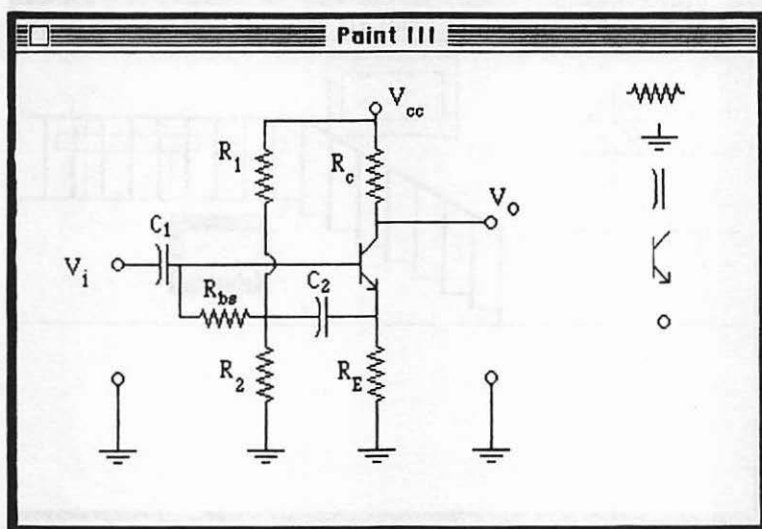 Paint III
Vcc
R1
Rc
Vo
C1
Vi
Rbs
C2
R2
RE